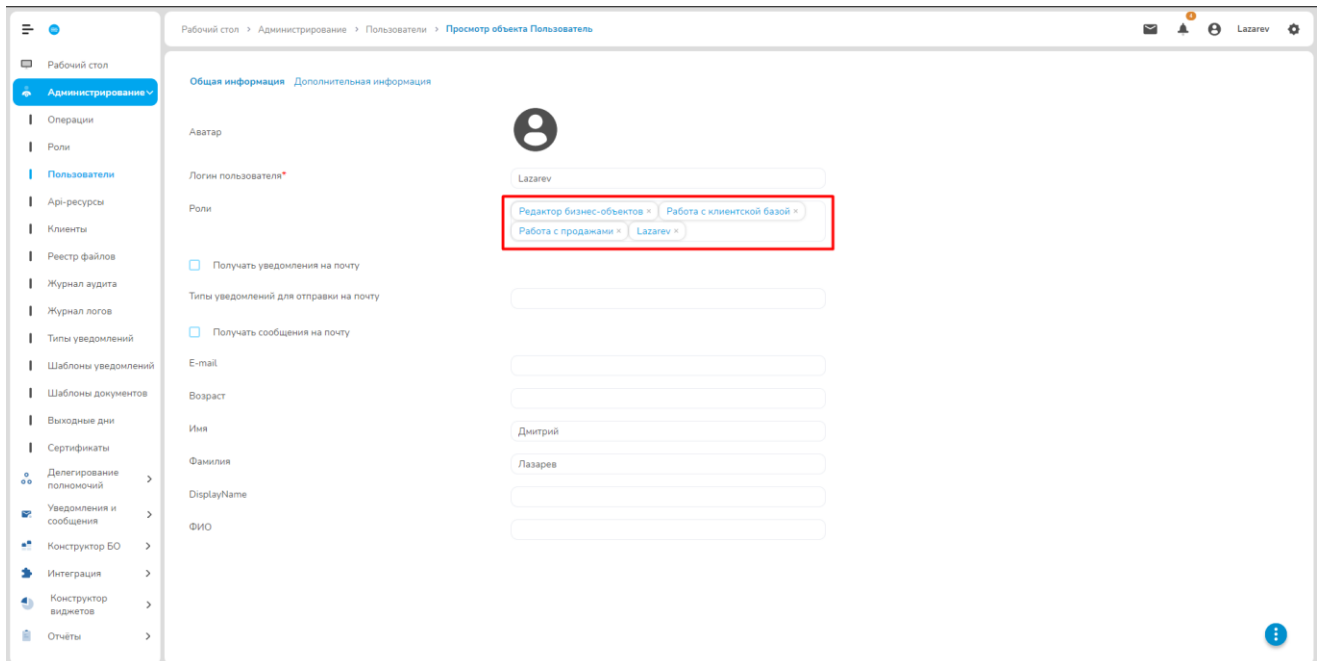 Рабочий стол > Администрирование > Пользователи > Просмотр объекта Пользователь
4
Lazarev
Рабочий стол
Администрирование
Операции
Роли
Пользователи
Api-ресурсы
Клиенты
Реестр файлов
Журнал аудита
Журнал логов
Типы уведомлений
Шаблоны уведомлений
Шаблоны документов
Выходные дни
Сертификаты
Делегирование
полномочий
Уведомления и
сообщения
Конструктор БО
Интеграция
Конструктор
виджетов
Отчёты
Общая информация Дополнительная информация
Аватар
Логин пользователя*
Lazarev
Роли
Редактор бизнес-объектов × Работа с клиентской базой ×
Работа с продажами × Lazarev ×
Получать уведомления на почту
Типы уведомлений для отправки на почту
Получать сообщения на почту
E-mail
Возраст
Имя
Дмитрий
Фамилия
Лазарев
DisplayName
ФИО